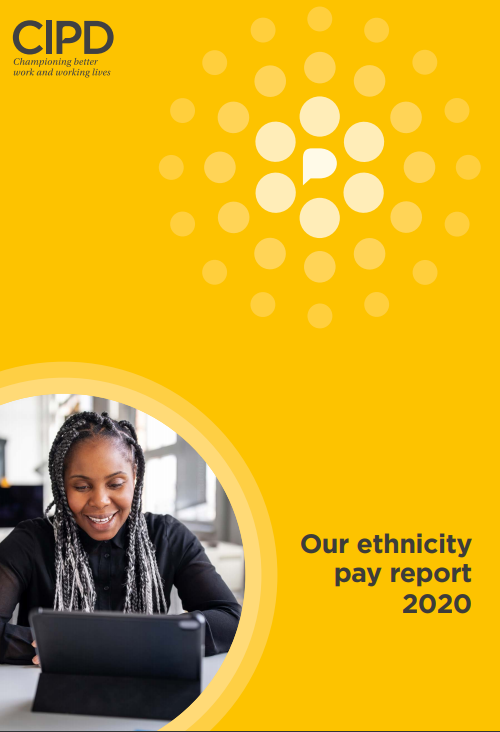 CIPD
Championing better
work and working lives
Our ethnicity
pay report
2020